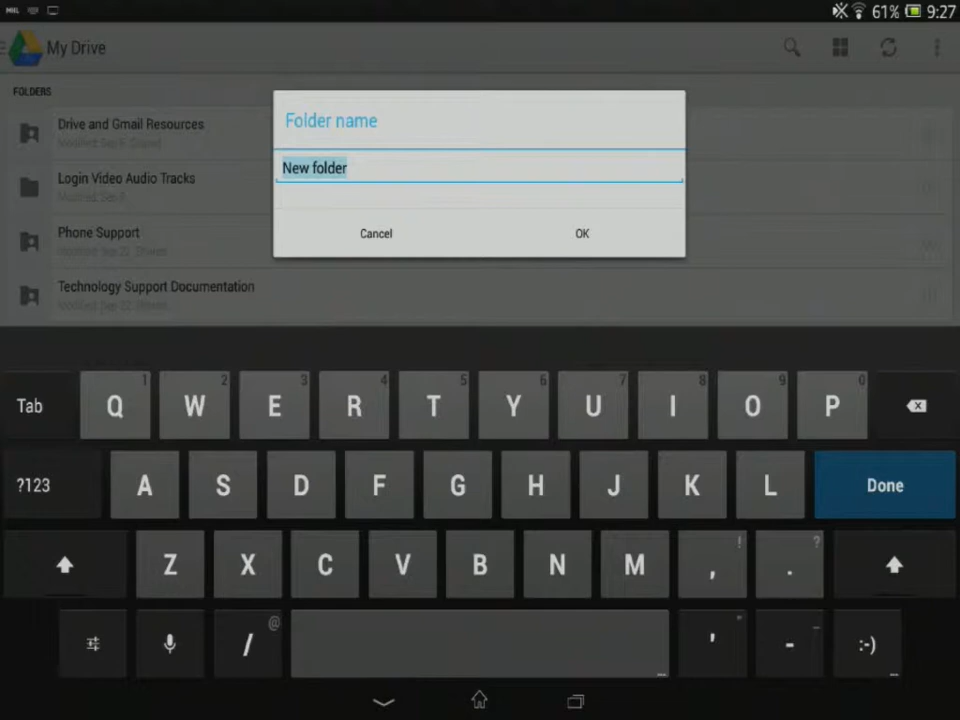 61% 9:27
My Drive
FOLDERS
Drive and Gmail Resources
Login Video Audio Tracks
Phone Support
Technology Support Documentation
Folder name
New folder
Cancel OK
Tab Q 1 W 2 E 3 R 4 T 5 Y 6 U 7 I 8 O 9 P 0
?123 A S D F G H J K L Done
Z X C V B N M , ! . ?
/ @ ' " - _ :-)